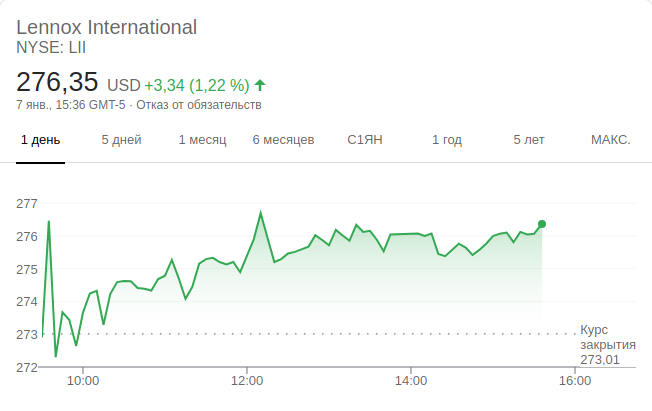 Lennox International
NYSE: LII
276,35 USD +3,34 (1,22 %)
7 янв., 15:36 GMT-5 · Отказ от обязательств
1 день 5 дней 1 месяц 6 месяцев С1ЯН 1 год 5 лет МАКС.
277
276
275
274
273
272
Курс
закрытия
273,01
10:00 12:00 14:00 16:00